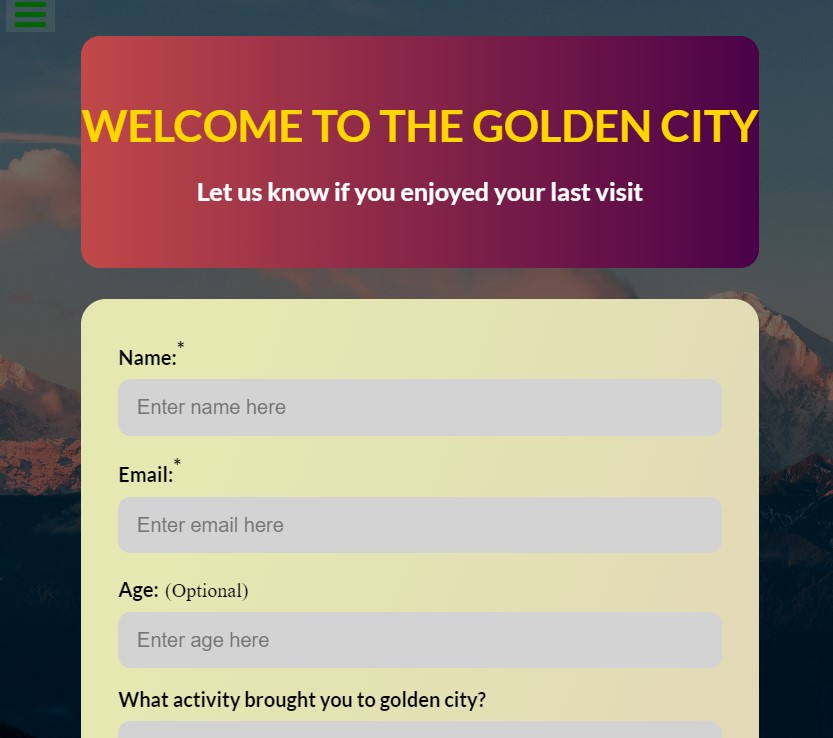 WELCOME TO THE GOLDEN CITY
Let us know if you enjoyed your last visit
Name:*
Enter name here
Email:*
Enter email here
Age: (Optional)
Enter age here
What activity brought you to golden city?